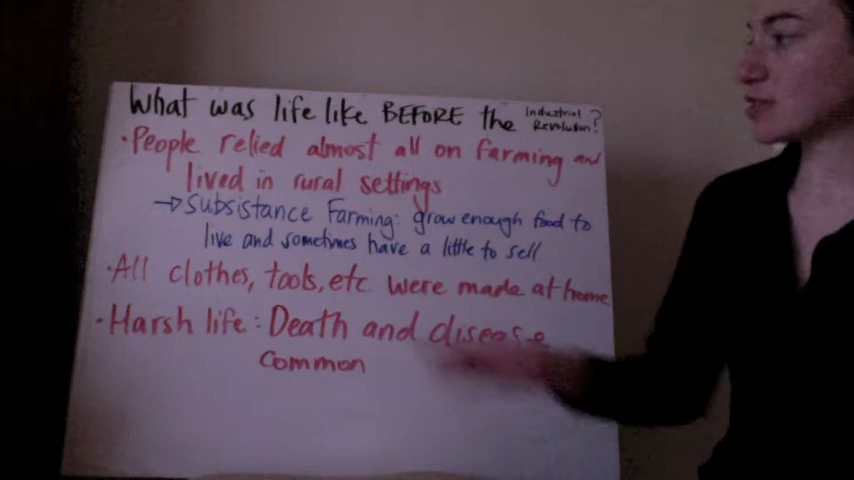 What was life like BEFORE the Industrial Revolution?
• People relied almost all on farming and
lived in rural settings
→ Subsistance Farming: grow enough food to
live and sometimes have a little to sell
• All clothes, tools, etc. were made at home
• Harsh life: Death and disease
Common